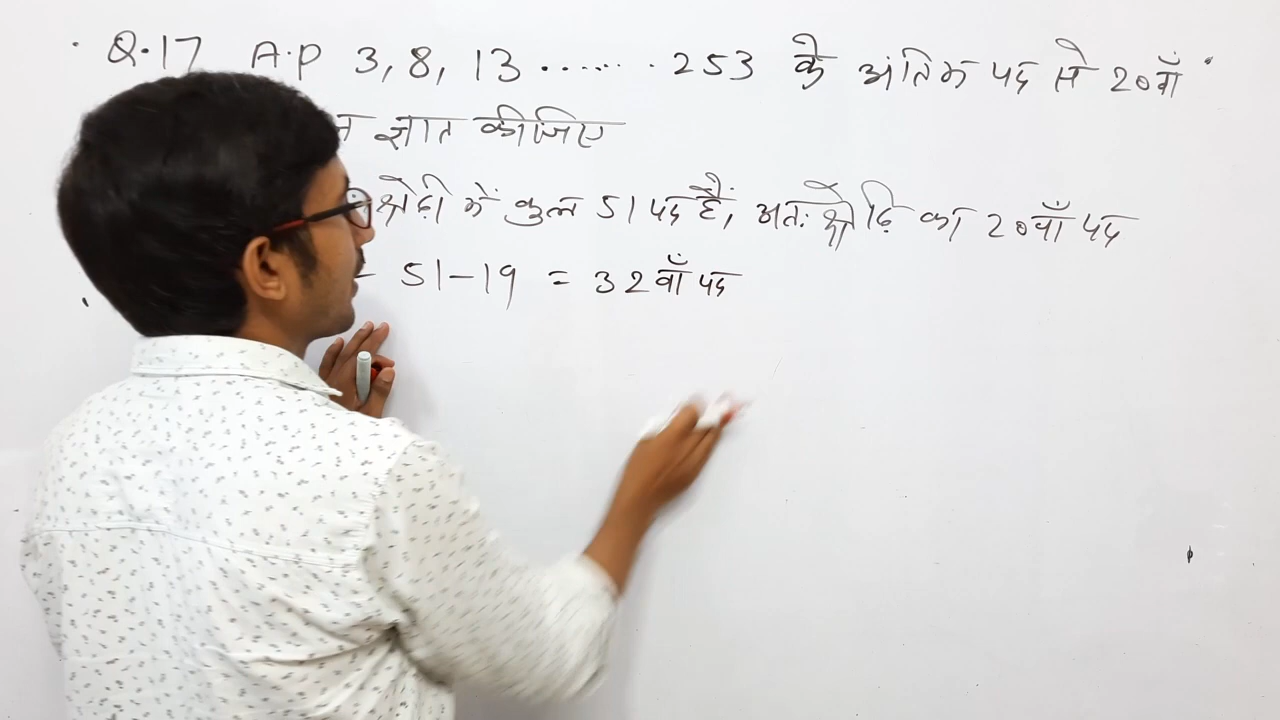 Q.17 A.P 3, 8, 13 ........ 253 के अंतिम पद से 20वाँ
ज्ञात कीजिए
श्रेढ़ी में कुल 51 पद हैं, अतः श्रेढ़ि का 20वाँ पद
51-19 = 32वाँ पद